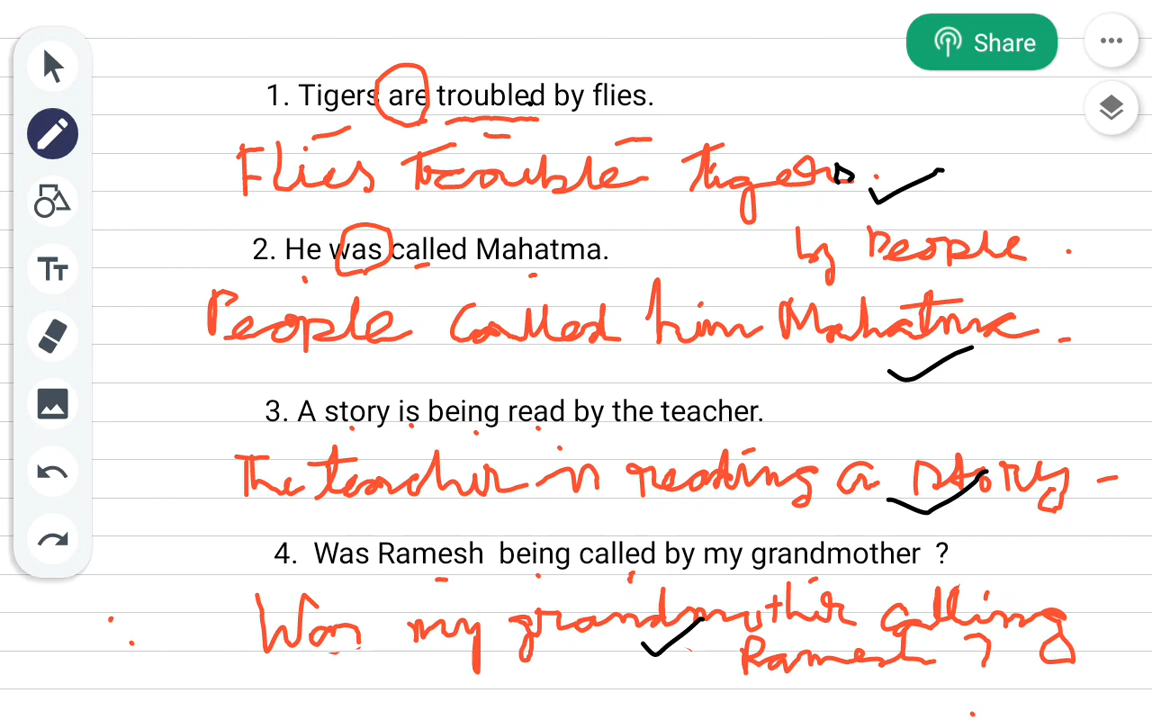 Share
1. Tigers are troubled by flies.
Flies trouble tigers.
2. He was called Mahatma.
by People.
People called him Mahatma.
3. A story is being read by the teacher.
The teacher is reading a story.
4. Was Ramesh being called by my grandmother ?
Was my grandmother calling
Ramesh ?
Tт